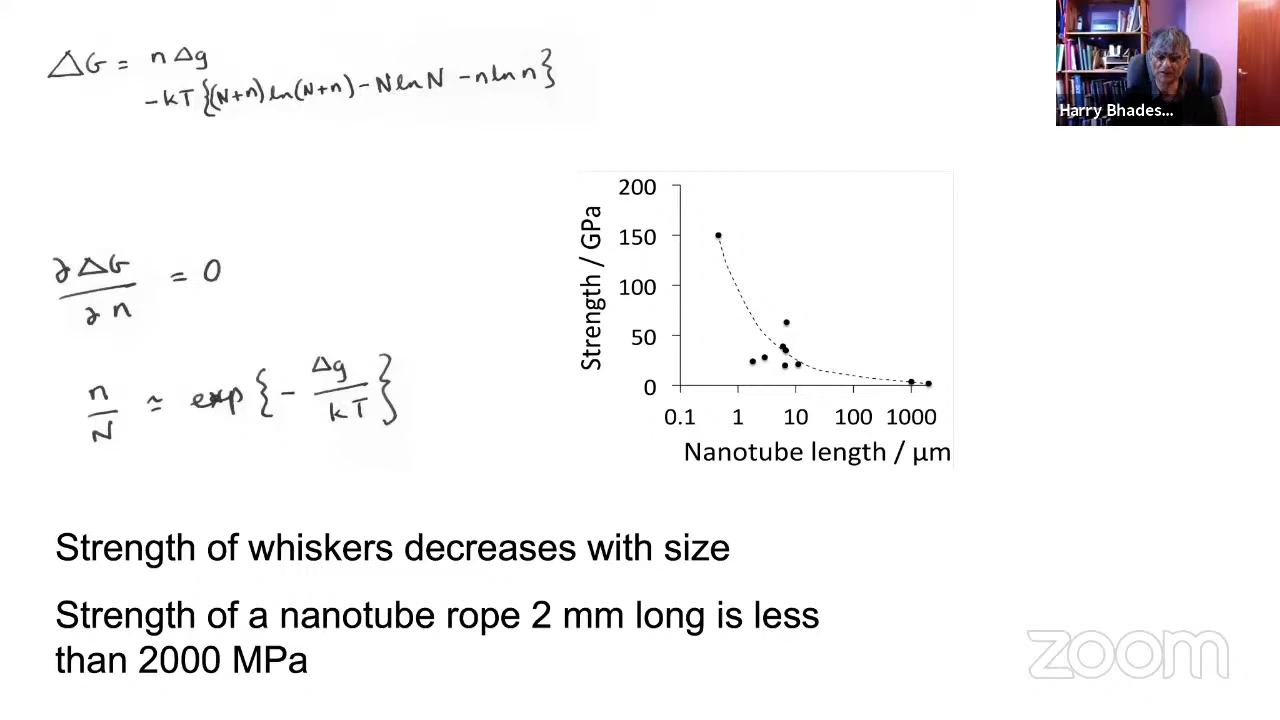 ΔG = n Δg
-kT {(N+n) ln (N+n) - N ln N - n ln n}
Harry Bhades...
∂ΔG/∂n = 0
n/N ≃ exp {- Δg/kT}
Strength / GPa
200
150
100
50
0
0.1 1 10 100 1000
Nanotube length / μm
Strength of whiskers decreases with size
Strength of a nanotube rope 2 mm long is less
than 2000 MPa
zoom